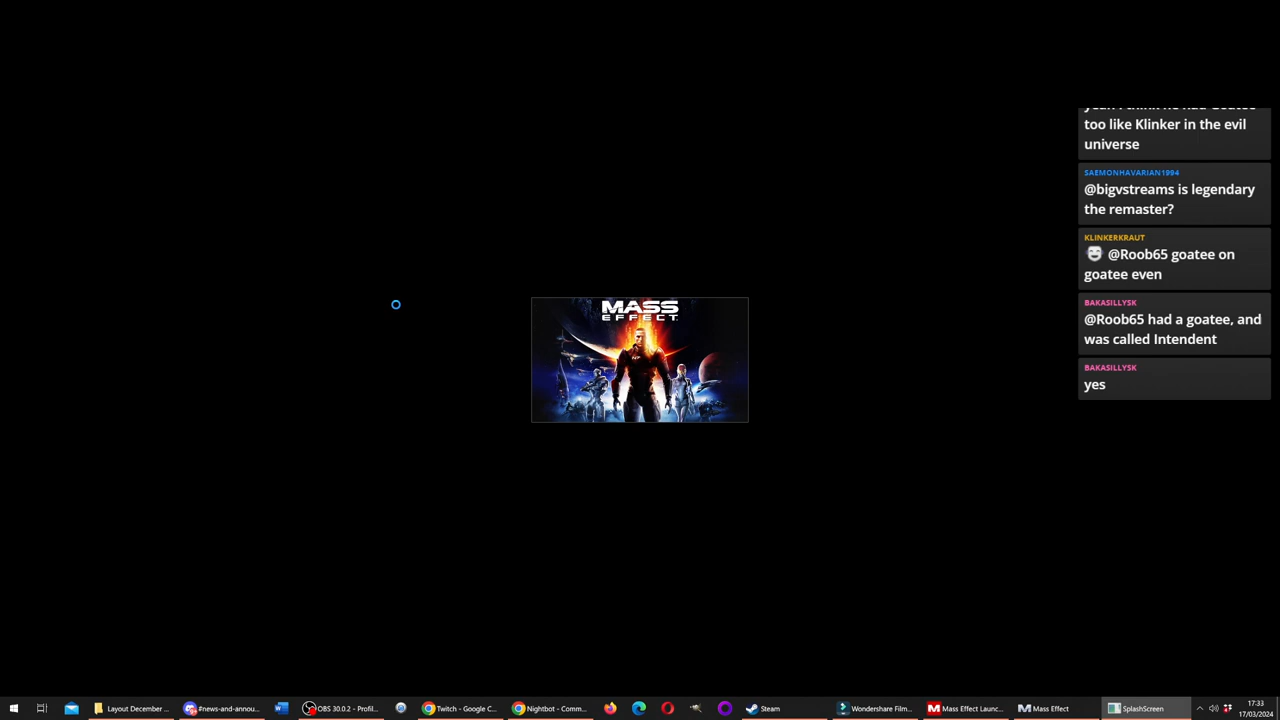 too like Klinker in the evil
universe
SAEMONHAVARIAN1994
@bigvstreams is legendary
the remaster?
KLINKERKRAUT
@Roob65 goatee on
goatee even
BAKASILLYSK
@Roob65 had a goatee, and
was called Intendent
BAKASILLYSK
yes
MASS
EFFECT
Layout December ...
#news-and-annou...
OBS 30.0.2 - Profil...
Twitch - Google C...
Nightbot - Comm...
Steam
Wondershare Film...
Mass Effect Launc...
Mass Effect
SplashScreen
17:33
17/03/2024